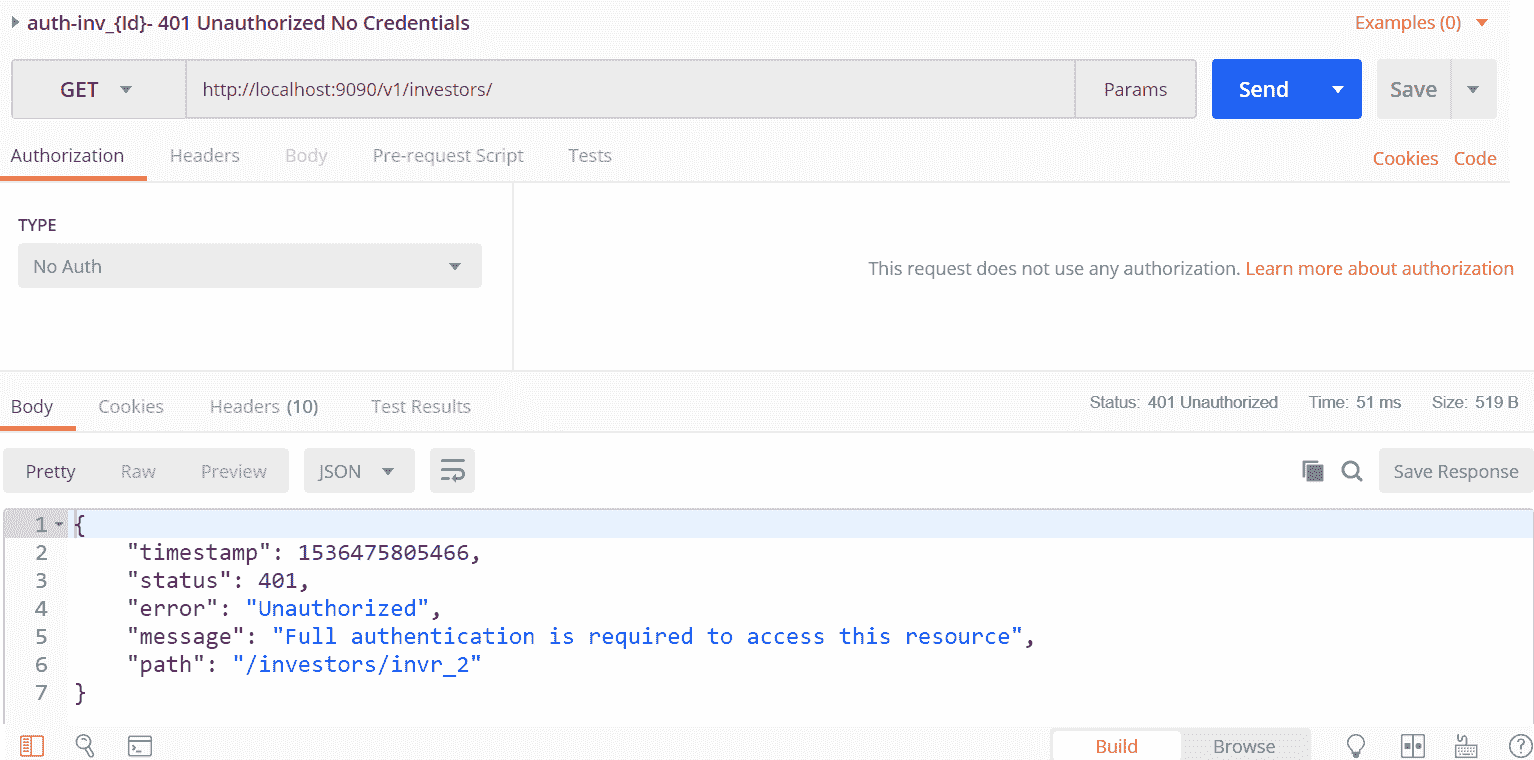 auth-inv_{Id}- 401 Unauthorized No Credentials
Examples (0)
GET
http://localhost:9090/v1/investors/
Params
Send
Save
Authorization
Headers
Body
Pre-request Script
Tests
Cookies
Code
TYPE
No Auth
This request does not use any authorization. Learn more about authorization
Body
Cookies
Headers (10)
Test Results
Status: 401 Unauthorized
Time: 51 ms
Size: 519 B
Pretty
Raw
Preview
JSON
Save Response
1 {
2 "timestamp": 1536475805466,
3 "status": 401,
4 "error": "Unauthorized",
5 "message": "Full authentication is required to access this resource",
6 "path": "/investors/invr_2"
7 }
Build
Browse